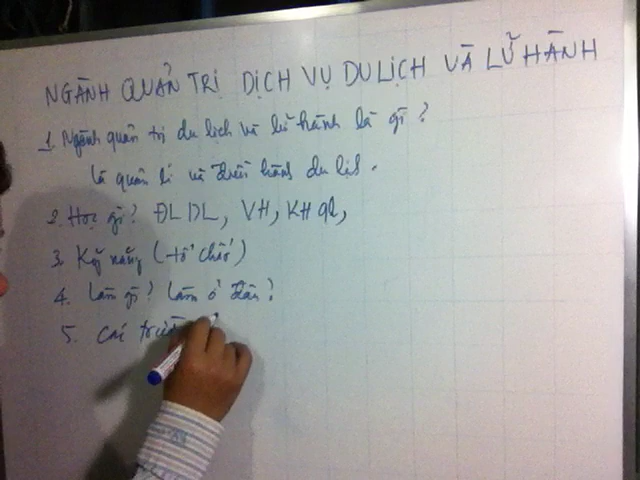 NGÀNH QUẢN TRỊ DỊCH VỤ DU LỊCH VÀ LỮ HÀNH
1. Ngành quản trị du lịch và lữ hành là gì?
là quản lí và điều hành du lịch.
2. Học gì? ĐLDL, VH, KHQL,
3. Kỹ năng (tổ chức)
4. Làm gì? Làm ở đâu?
5. Các